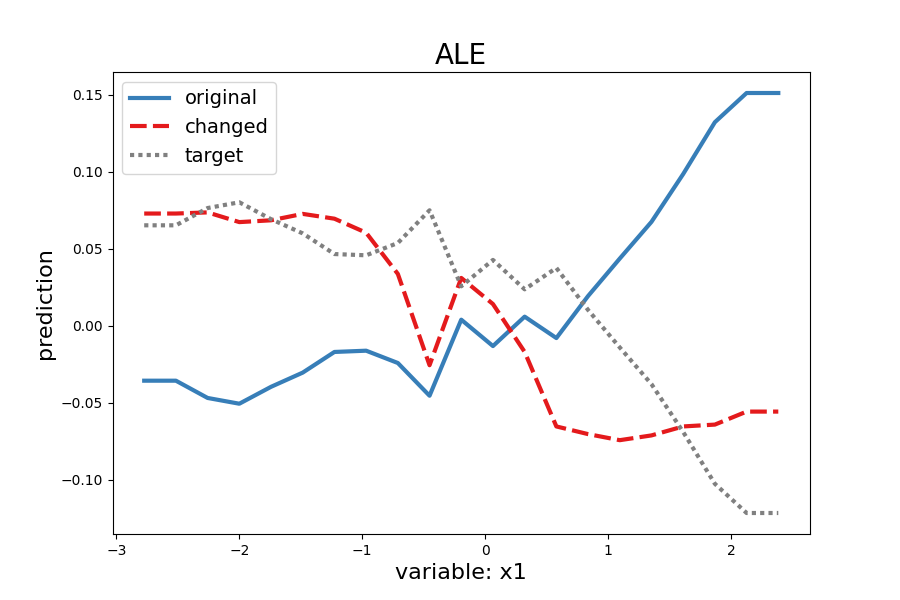 ALE
original
changed
target
0.15
0.10
0.05
0.00
−0.05
−0.10
prediction
−3
−2
−1
0
1
2
variable: x1